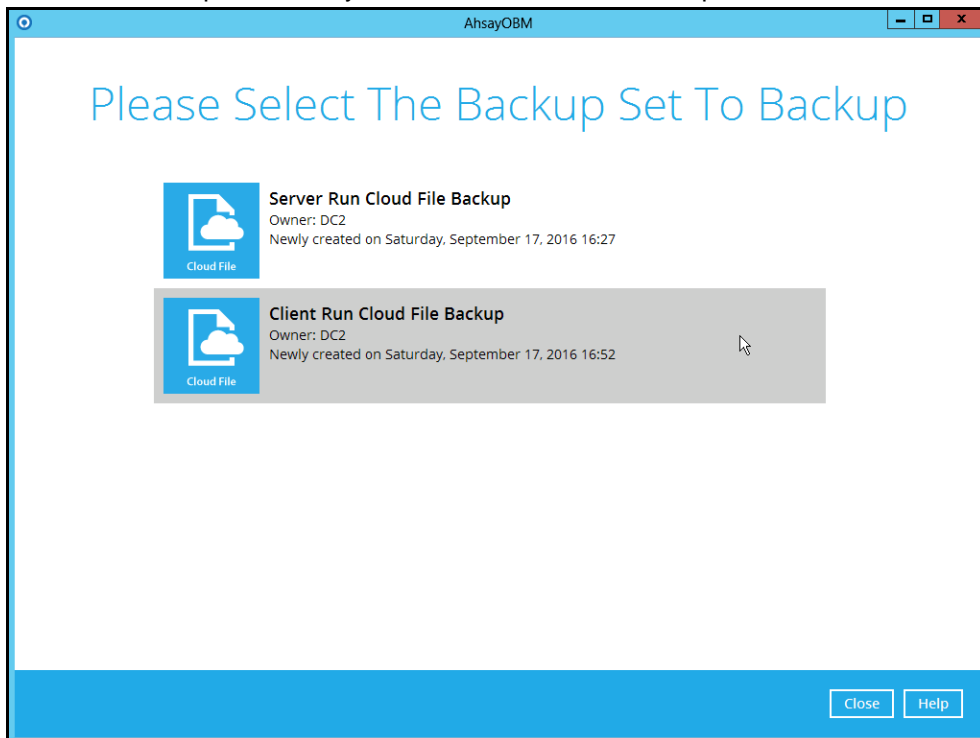 AhsayOBM
Please Select The Backup Set To Backup
Server Run Cloud File Backup
Owner: DC2
Newly created on Saturday, September 17, 2016 16:27
Cloud File
Client Run Cloud File Backup
Owner: DC2
Newly created on Saturday, September 17, 2016 16:52
Cloud File
Close Help